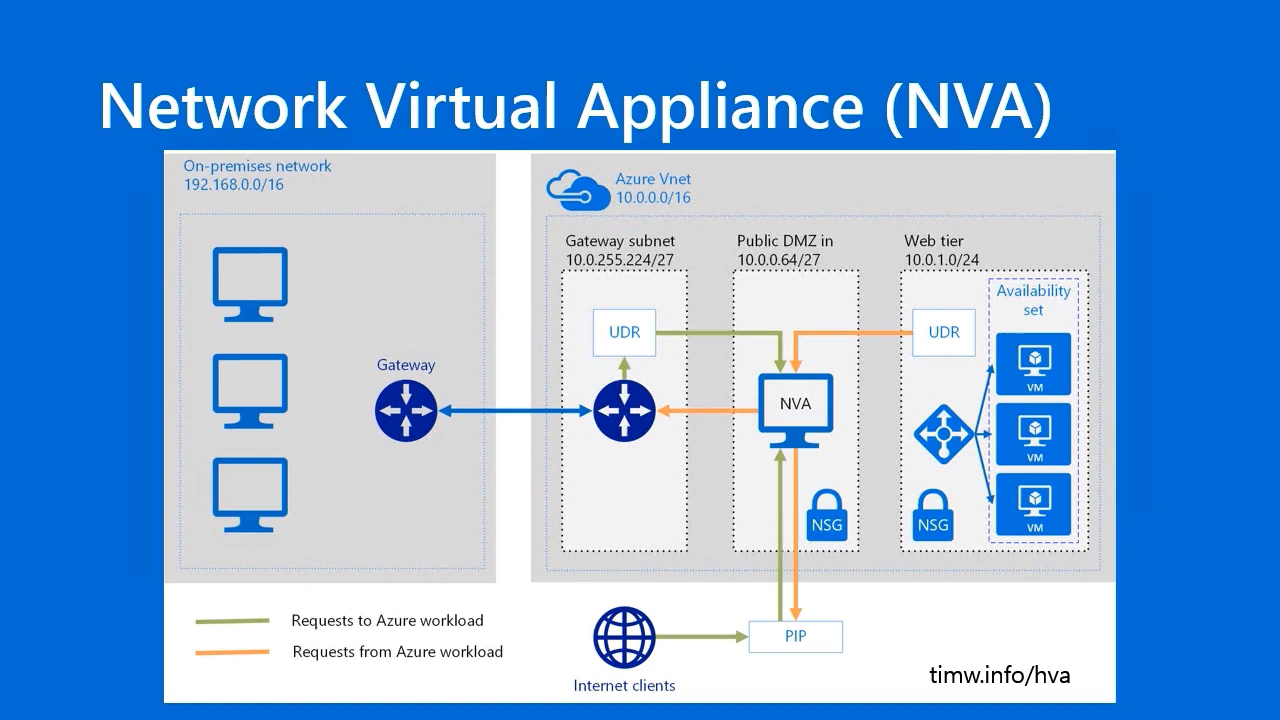 Network Virtual Appliance (NVA)
On-premises network
192.168.0.0/16
Gateway
Azure Vnet
10.0.0.0/16
Gateway subnet
10.0.255.224/27
UDR
Public DMZ in
10.0.0.64/27
NVA
NSG
Web tier
10.0.1.0/24
UDR
NSG
Availability
set
VM
VM
VM
Requests to Azure workload
Requests from Azure workload
Internet clients
PIP
timw.info/hva